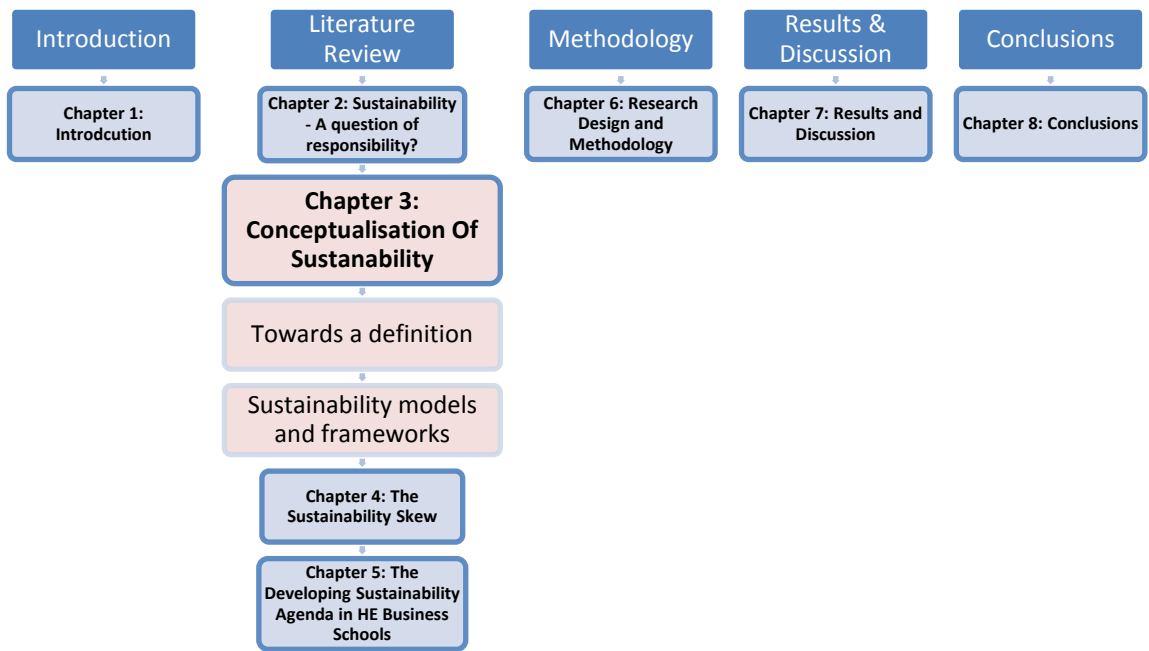 Introduction
Chapter 1:
Introdcution
Literature
Review
Chapter 2: Sustainability
- A question of
responsibility?
Chapter 3:
Conceptualisation Of
Sustanability
Towards a definition
Sustainability models
and frameworks
Chapter 4: The
Sustainability Skew
Chapter 5: The
Developing Sustainability
Agenda in HE Business
Schools
Methodology
Chapter 6: Research
Design and
Methodology
Results &
Discussion
Chapter 7: Results and
Discussion
Conclusions
Chapter 8: Conclusions